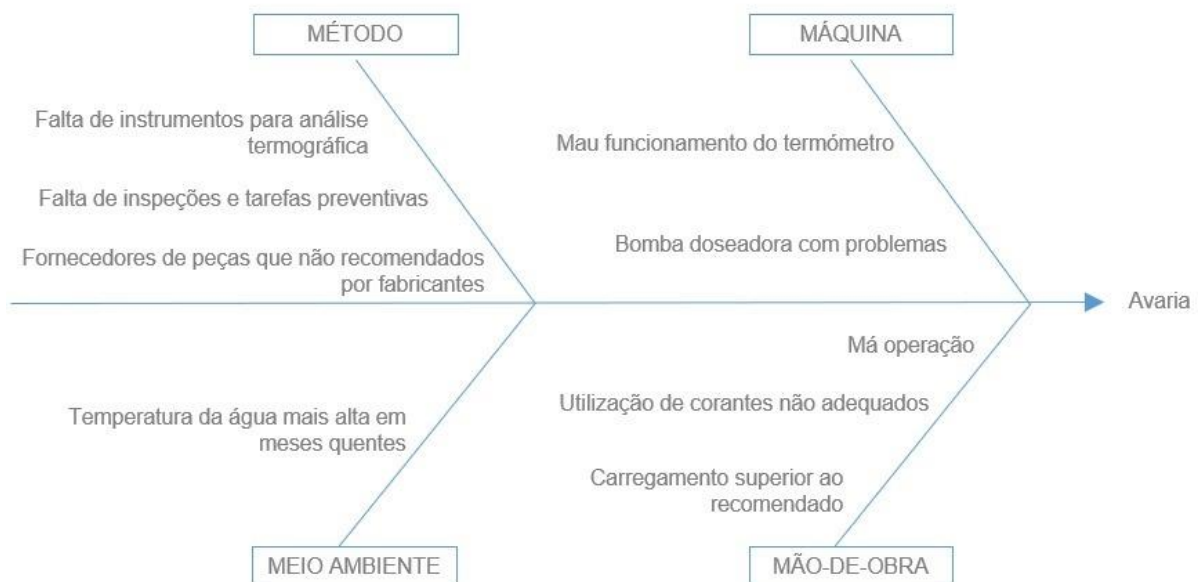 MÉTODO
MÁQUINA
Falta de instrumentos para análise
termográfica
Mau funcionamento do termómetro
Falta de inspeções e tarefas preventivas
Bomba doseadora com problemas
Fornecedores de peças que não recomendados
por fabricantes
Avaria
Má operação
Temperatura da água mais alta em
meses quentes
Utilização de corantes não adequados
Carregamento superior ao
recomendado
MEIO AMBIENTE
MÃO-DE-OBRA